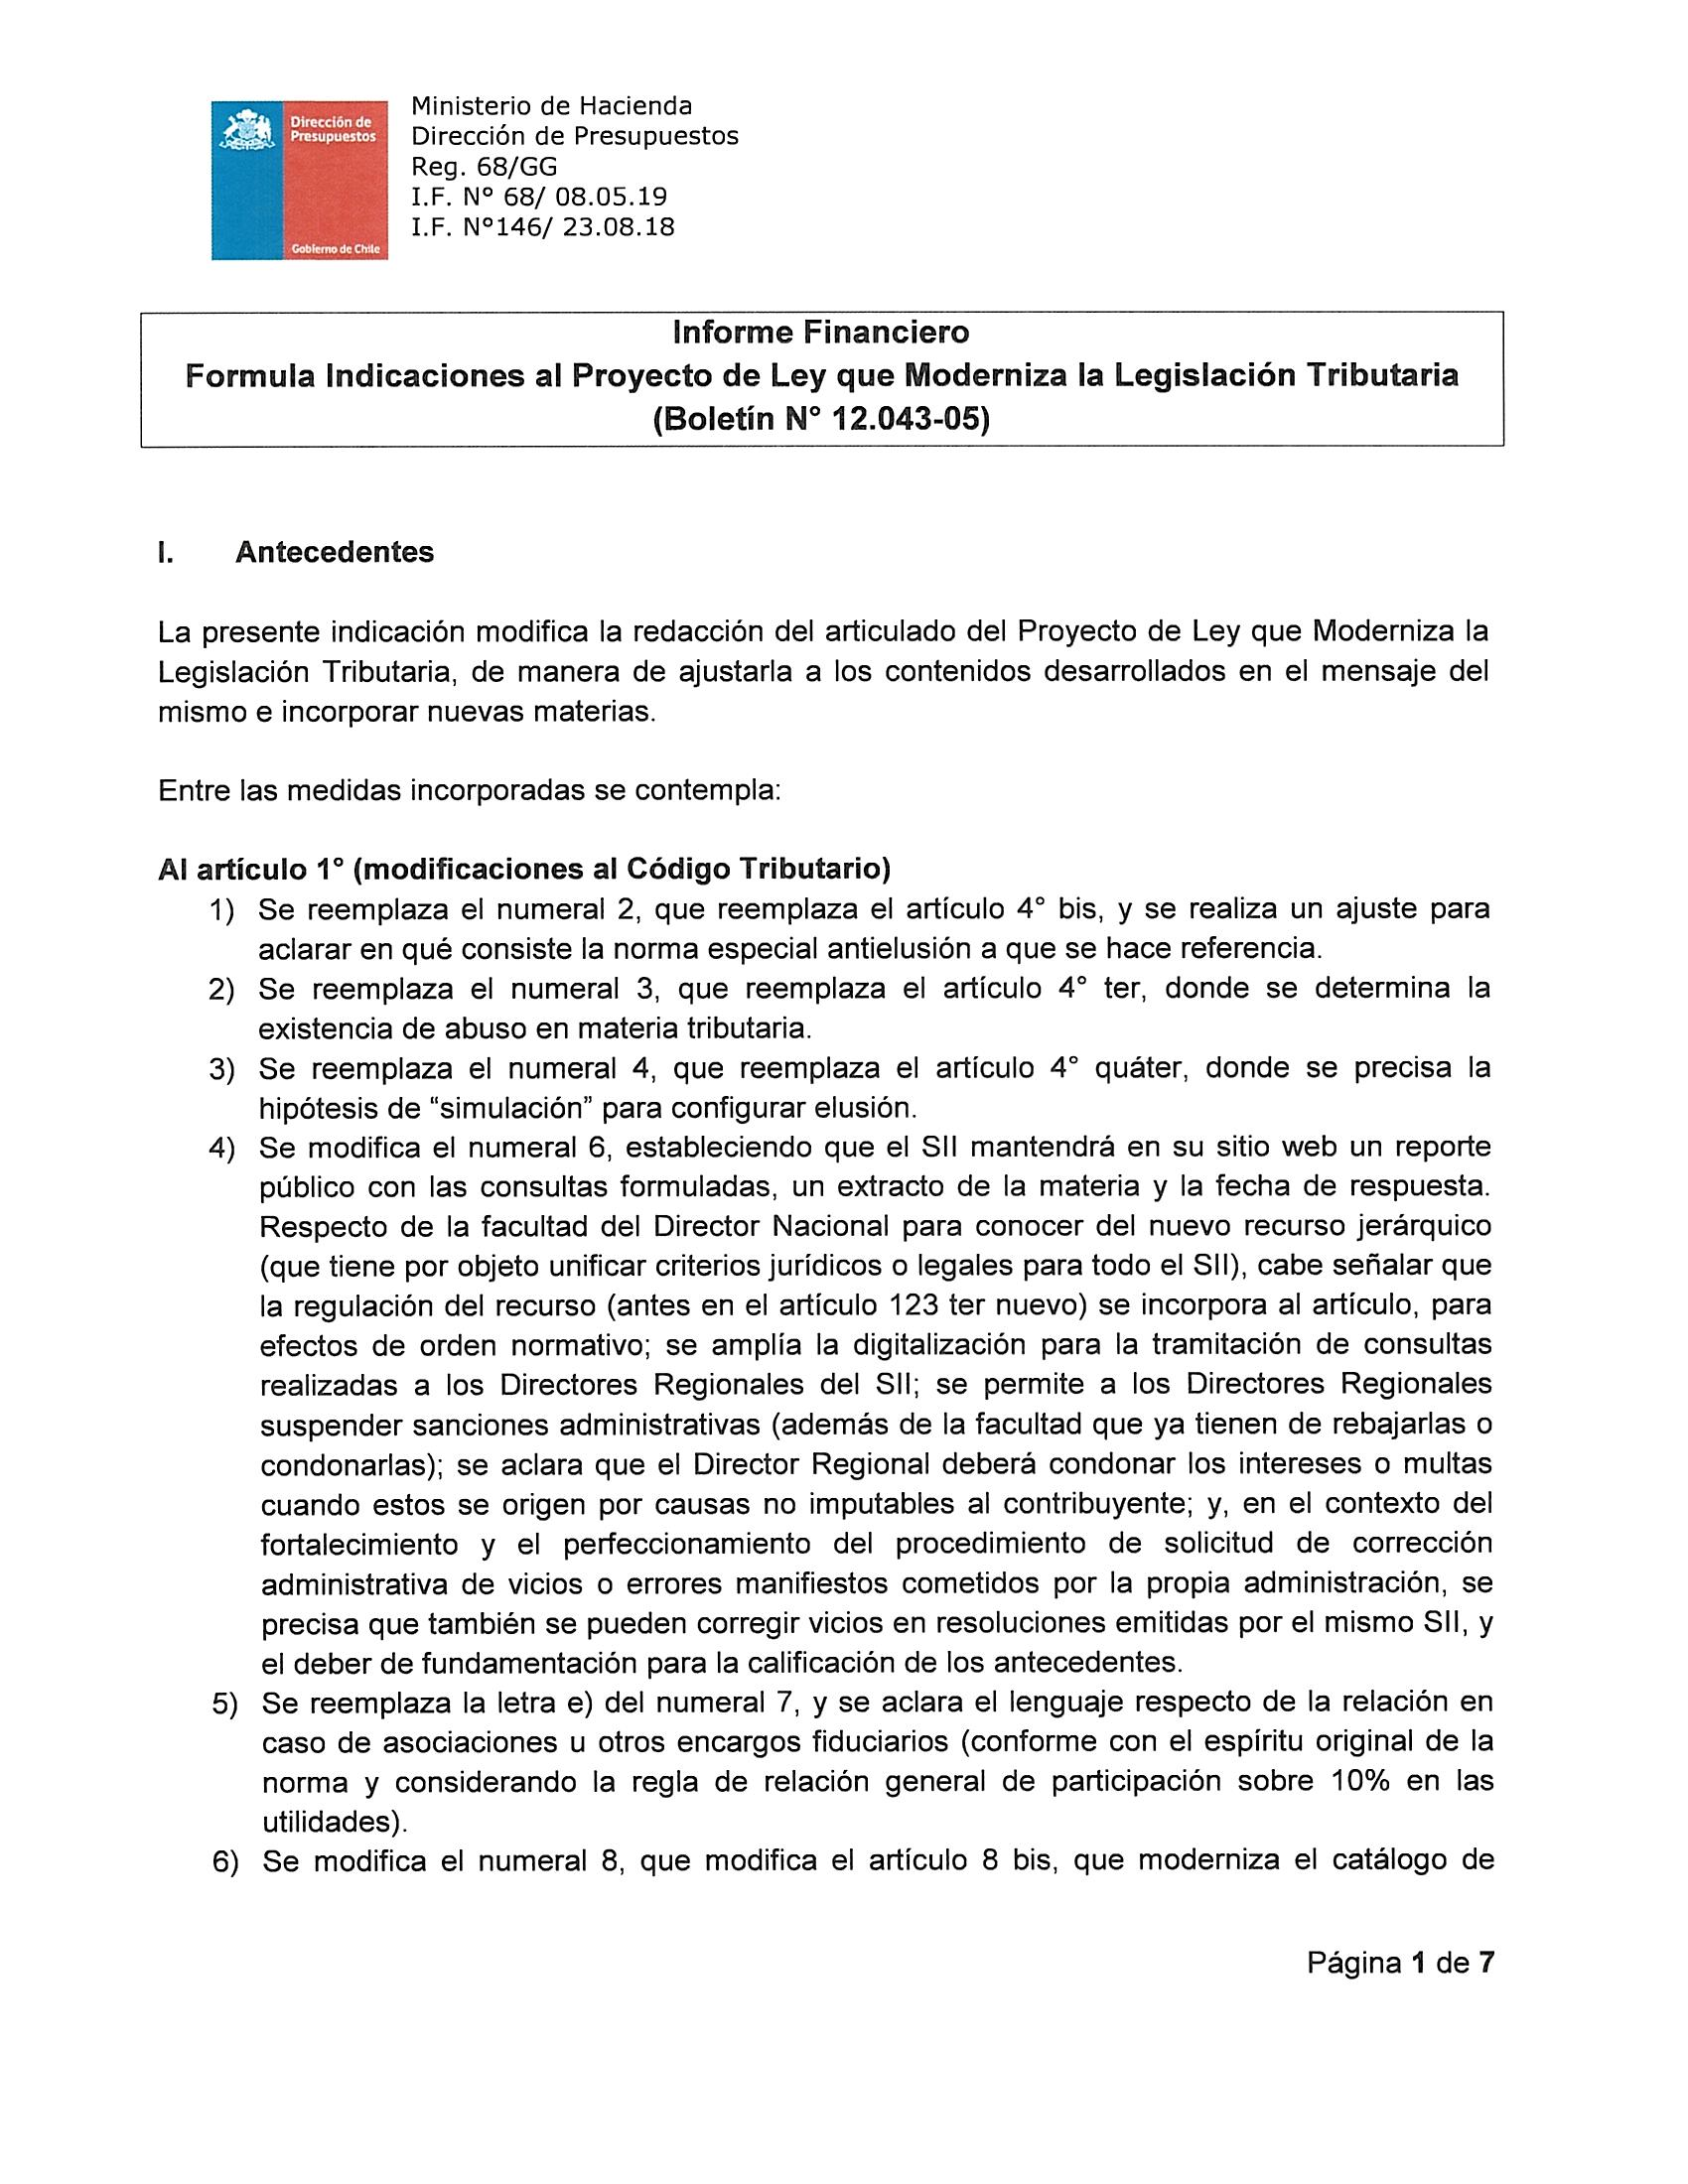 Dirección de
Presupuestos
Gobierno de Chile
Ministerio de Hacienda
Dirección de Presupuestos
Reg. 68/GG
I.F. N° 68/ 08.05.19
I.F. N°146/ 23.08.18
Informe Financiero
Formula Indicaciones al Proyecto de Ley que Moderniza la Legislación Tributaria
(Boletín N° 12.043-05)
I. Antecedentes
La presente indicación modifica la redacción del articulado del Proyecto de Ley que Moderniza la
Legislación Tributaria, de manera de ajustarla a los contenidos desarrollados en el mensaje del
mismo e incorporar nuevas materias.
Entre las medidas incorporadas se contempla:
Al artículo 1° (modificaciones al Código Tributario)
1) Se reemplaza el numeral 2, que reemplaza el artículo 4° bis, y se realiza un ajuste para
aclarar en qué consiste la norma especial antielusión a que se hace referencia.
2) Se reemplaza el numeral 3, que reemplaza el artículo 4° ter, donde se determina la
existencia de abuso en materia tributaria.
3) Se reemplaza el numeral 4, que reemplaza el artículo 4° quáter, donde se precisa la
hipótesis de “simulación” para configurar elusión.
4) Se modifica el numeral 6, estableciendo que el SII mantendrá en su sitio web un reporte
público con las consultas formuladas, un extracto de la materia y la fecha de respuesta.
Respecto de la facultad del Director Nacional para conocer del nuevo recurso jerárquico
(que tiene por objeto unificar criterios jurídicos o legales para todo el SII), cabe señalar que
la regulación del recurso (antes en el artículo 123 ter nuevo) se incorpora al artículo, para
efectos de orden normativo; se amplía la digitalización para la tramitación de consultas
realizadas a los Directores Regionales del SII; se permite a los Directores Regionales
suspender sanciones administrativas (además de la facultad que ya tienen de rebajarlas o
condonarlas); se aclara que el Director Regional deberá condonar los intereses o multas
cuando estos se origen por causas no imputables al contribuyente; y, en el contexto del
fortalecimiento y el perfeccionamiento del procedimiento de solicitud de corrección
administrativa de vicios o errores manifiestos cometidos por la propia administración, se
precisa que también se pueden corregir vicios en resoluciones emitidas por el mismo SII, y
el deber de fundamentación para la calificación de los antecedentes.
5) Se reemplaza la letra e) del numeral 7, y se aclara el lenguaje respecto de la relación en
caso de asociaciones u otros encargos fiduciarios (conforme con el espíritu original de la
norma y considerando la regla de relación general de participación sobre 10% en las
utilidades).
6) Se modifica el numeral 8, que modifica el artículo 8 bis, que moderniza el catálogo de
Página 1 de 7